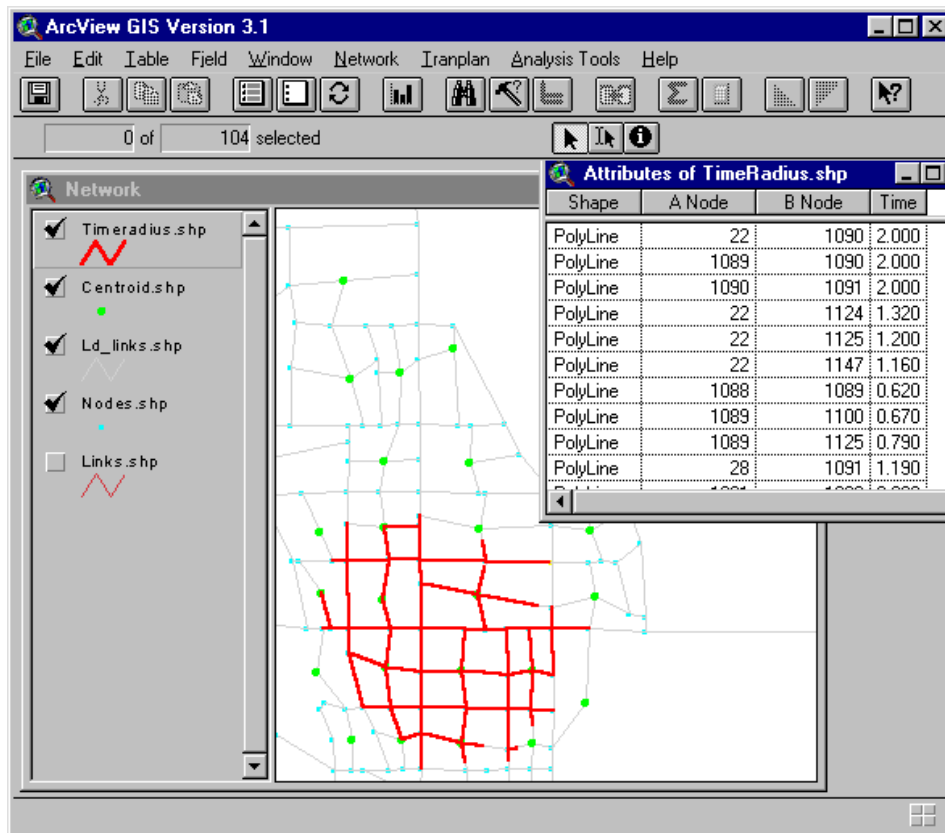 ArcView GIS Version 3.1
File Edit Table Field Window Network Tranplan Analysis Tools Help
0 of 104 selected
Network
Timeradius.shp
Centroid.shp
Ld_links.shp
Nodes.shp
Links.shp
Attributes of TimeRadius.shp
Shape A Node B Node Time
PolyLine 22 1090 2.000
PolyLine 1089 1090 2.000
PolyLine 1090 1091 2.000
PolyLine 22 1124 1.320
PolyLine 22 1125 1.200
PolyLine 22 1147 1.160
PolyLine 1088 1089 0.620
PolyLine 1089 1100 0.670
PolyLine 1089 1125 0.790
PolyLine 28 1091 1.190